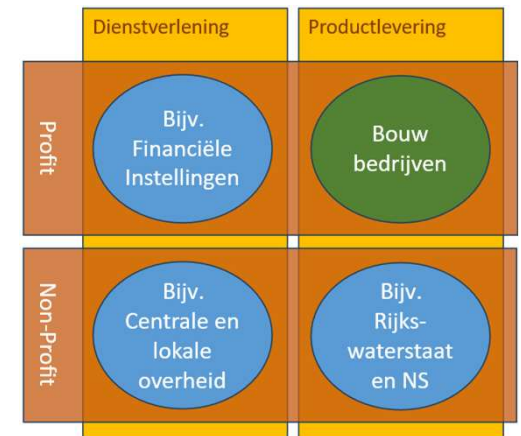 Dienstverlening
Productlevering
Profit
Bijv.
Financiële
Instellingen
Bouw
bedrijven
Non-Profit
Bijv.
Centrale en
lokale
overheid
Bijv.
Rijks-
waterstaat
en NS